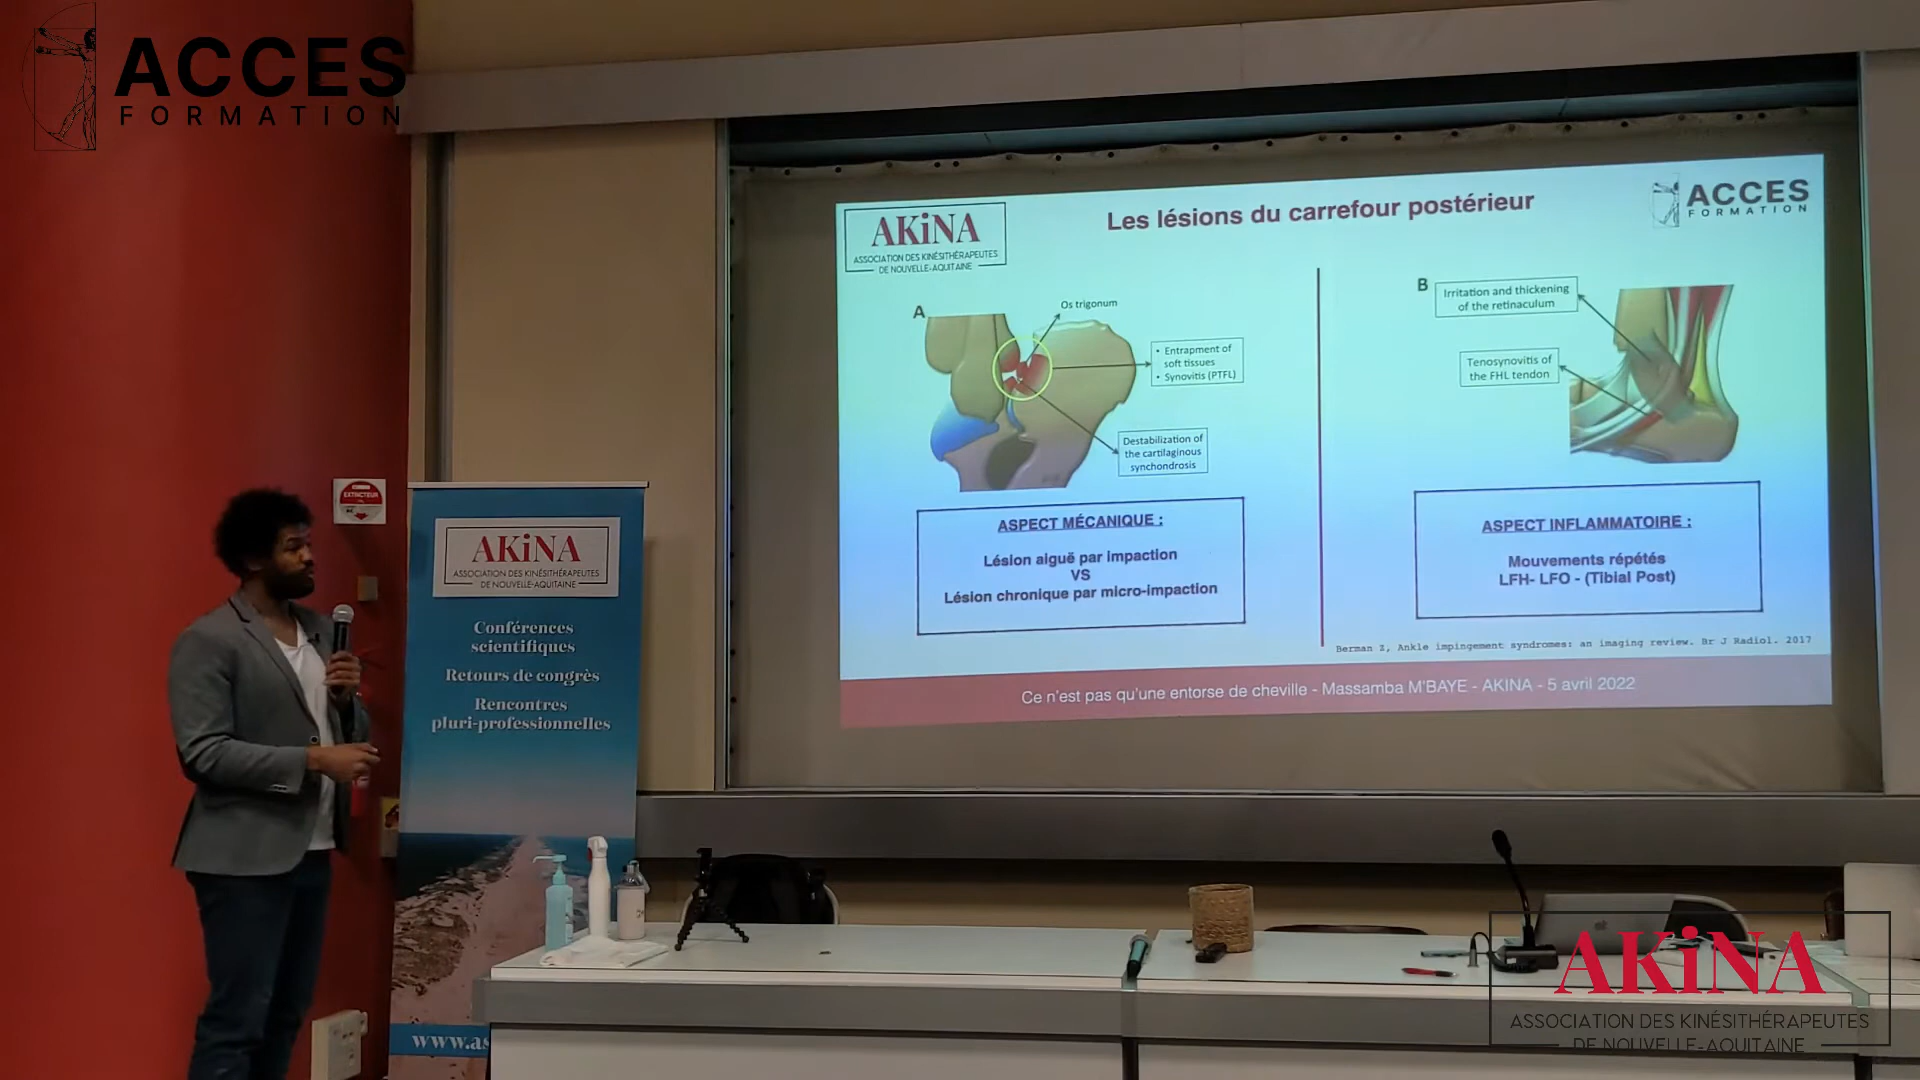 ACCES
FORMATION
AKiNA
ASSOCIATION DES KINÉSITHÉRAPEUTES
DE NOUVELLE-AQUITAINE
Les lésions du carrefour postérieur
ACCES
FORMATION
A
Os trigonum
• Entrapment of
soft tissues
• Synovitis (PTFL)
Destabilization of
the cartilaginous
synchondrosis
B
Irritation and thickening
of the retinaculum
Tenosynovitis of
the FHL tendon
ASPECT MÉCANIQUE :
Lésion aiguë par impaction
VS
Lésion chronique par micro-impaction
ASPECT INFLAMMATOIRE :
Mouvements répétés
LFH- LFO - (Tibial Post)
Berman Z, Ankle impingement syndromes: an imaging review. Br J Radiol. 2017
Ce n'est pas qu'une entorse de cheville - Massamba M'BAYE - AKINA - 5 avril 2022
EXTINCTEUR
AKiNA
ASSOCIATION DES KINÉSITHÉRAPEUTES
DE NOUVELLE-AQUITAINE
Conférences
scientifiques
Retours de congrès
Rencontres
pluri-professionnelles
www.as
AKiNA
ASSOCIATION DES KINÉSITHÉRAPEUTES
DE NOUVELLE-AQUITAINE